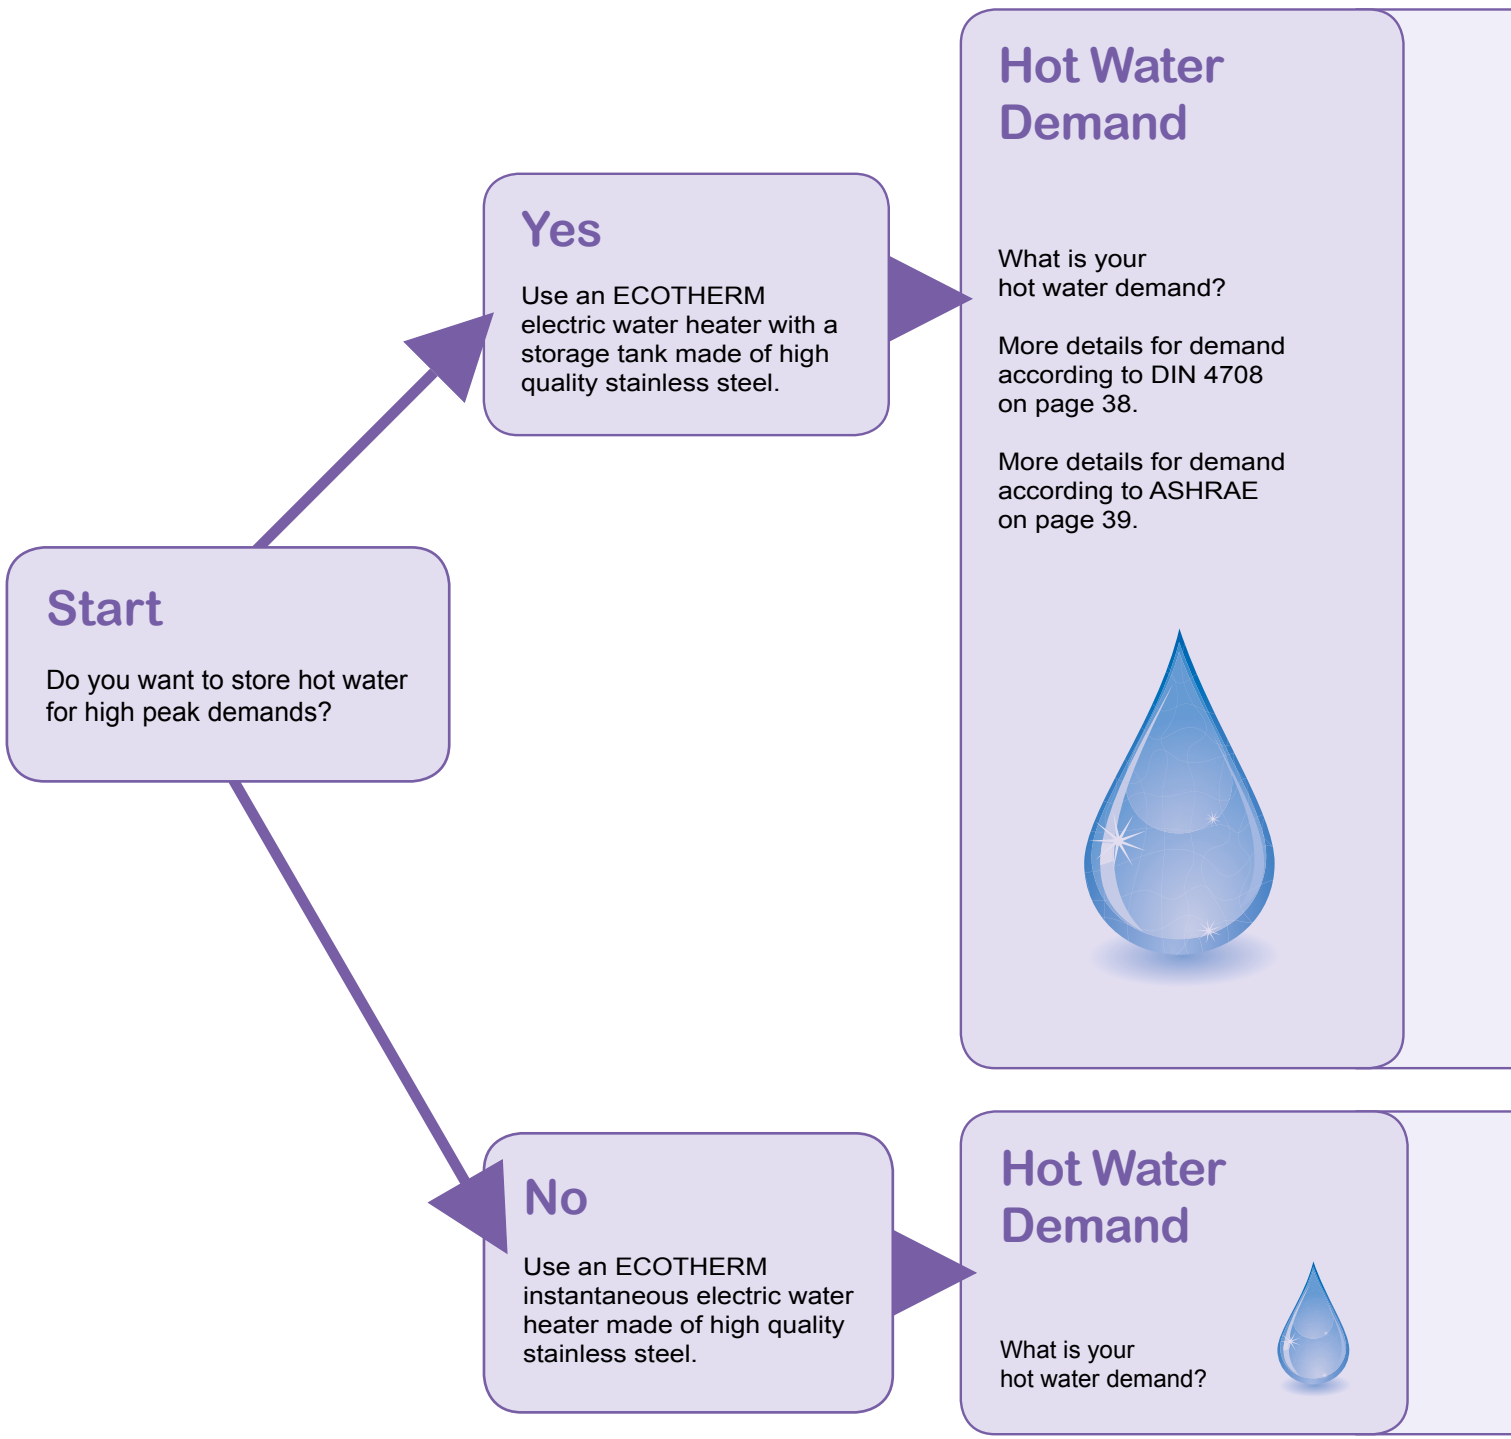 Start
Do you want to store hot water
for high peak demands?
Yes
Use an ECOTHERM
electric water heater with a
storage tank made of high
quality stainless steel.
Hot Water
Demand
What is your
hot water demand?
More details for demand
according to DIN 4708
on page 38.
More details for demand
according to ASHRAE
on page 39.
No
Use an ECOTHERM
instantaneous electric water
heater made of high quality
stainless steel.
Hot Water
Demand
What is your
hot water demand?